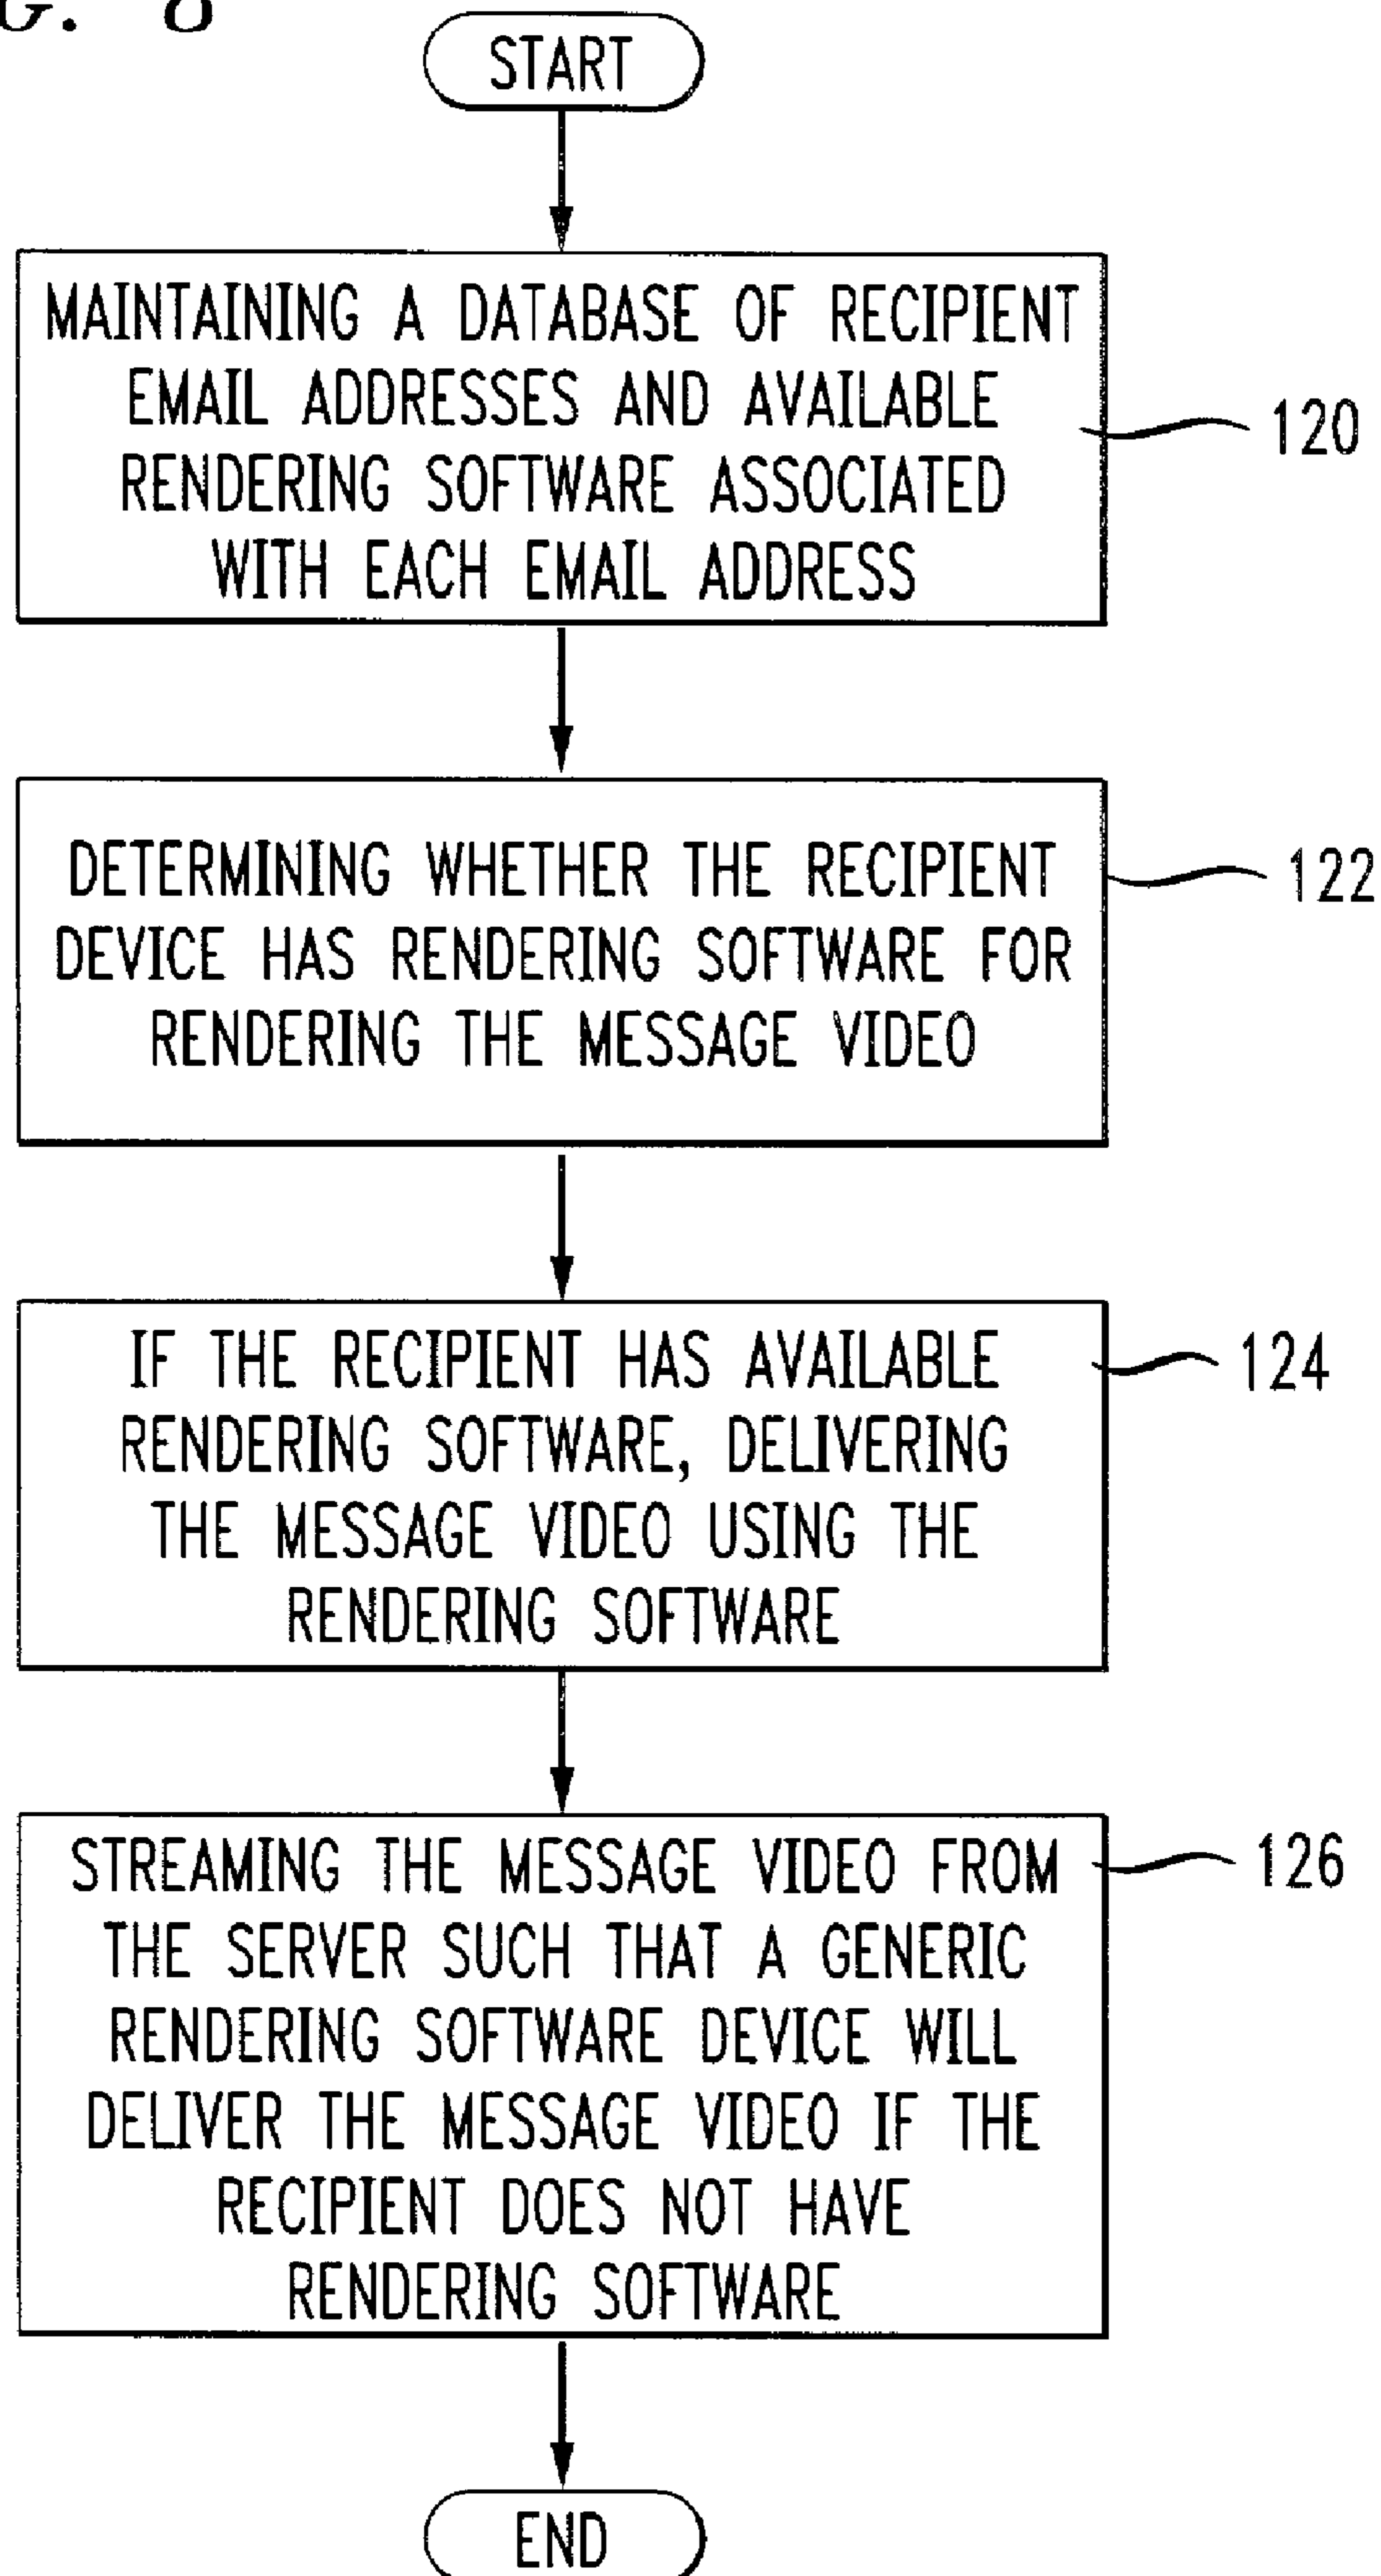 G. 8
START
MAINTAINING A DATABASE OF RECIPIENT
EMAIL ADDRESSES AND AVAILABLE
RENDERING SOFTWARE ASSOCIATED
WITH EACH EMAIL ADDRESS
120
DETERMINING WHETHER THE RECIPIENT
DEVICE HAS RENDERING SOFTWARE FOR
RENDERING THE MESSAGE VIDEO
122
IF THE RECIPIENT HAS AVAILABLE
RENDERING SOFTWARE, DELIVERING
THE MESSAGE VIDEO USING THE
RENDERING SOFTWARE
124
STREAMING THE MESSAGE VIDEO FROM
THE SERVER SUCH THAT A GENERIC
RENDERING SOFTWARE DEVICE WILL
DELIVER THE MESSAGE VIDEO IF THE
RECIPIENT DOES NOT HAVE
RENDERING SOFTWARE
126
END